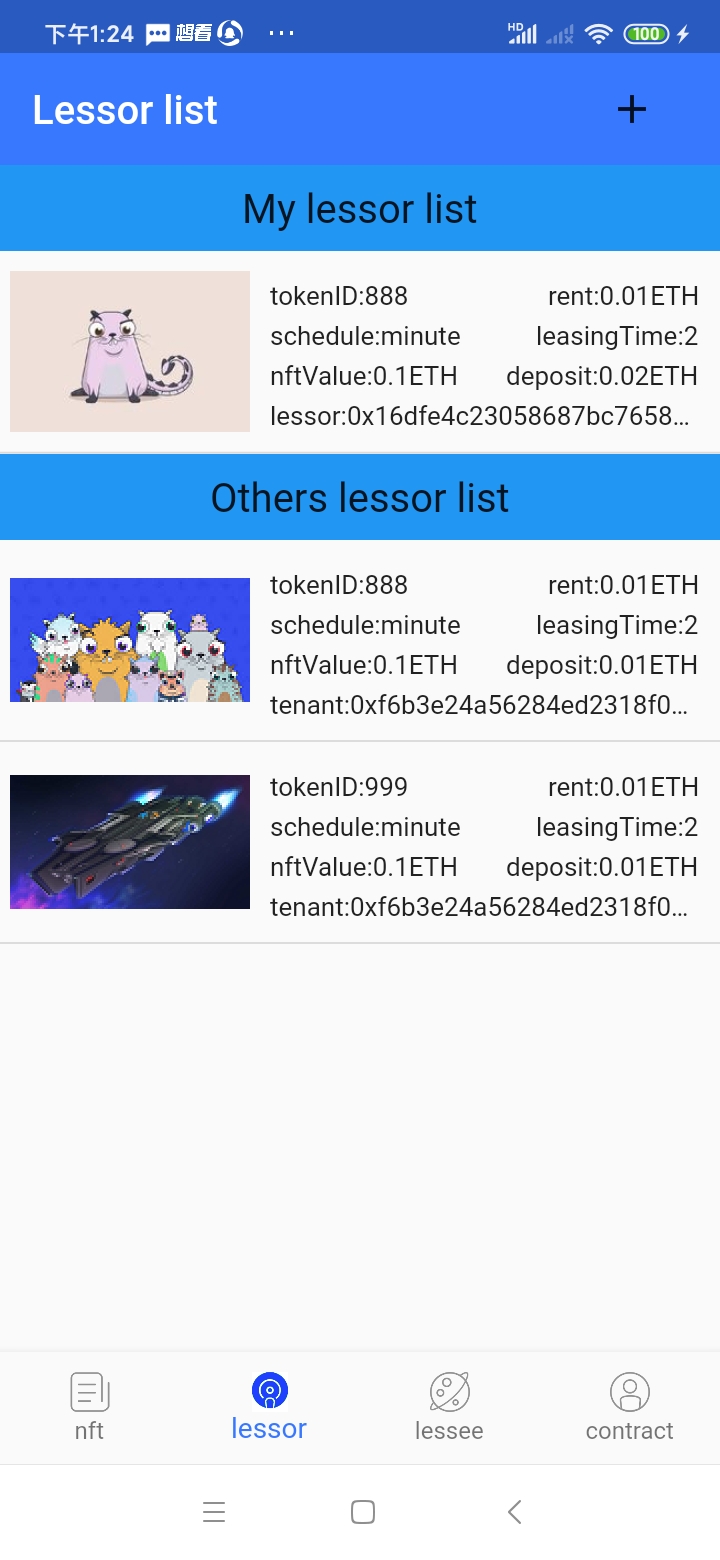 下午1:24 想看 ... HD 100
Lessor list +
My lessor list
tokenID:888 rent:0.01ETH
schedule:minute leasingTime:2
nftValue:0.1ETH deposit:0.02ETH
lessor:0x16dfe4c23058687bc7658...
Others lessor list
tokenID:888 rent:0.01ETH
schedule:minute leasingTime:2
nftValue:0.1ETH deposit:0.01ETH
tenant:0xf6b3e24a56284ed2318f0...
tokenID:999 rent:0.01ETH
schedule:minute leasingTime:2
nftValue:0.1ETH deposit:0.01ETH
tenant:0xf6b3e24a56284ed2318f0...
nft lessor lessee contract